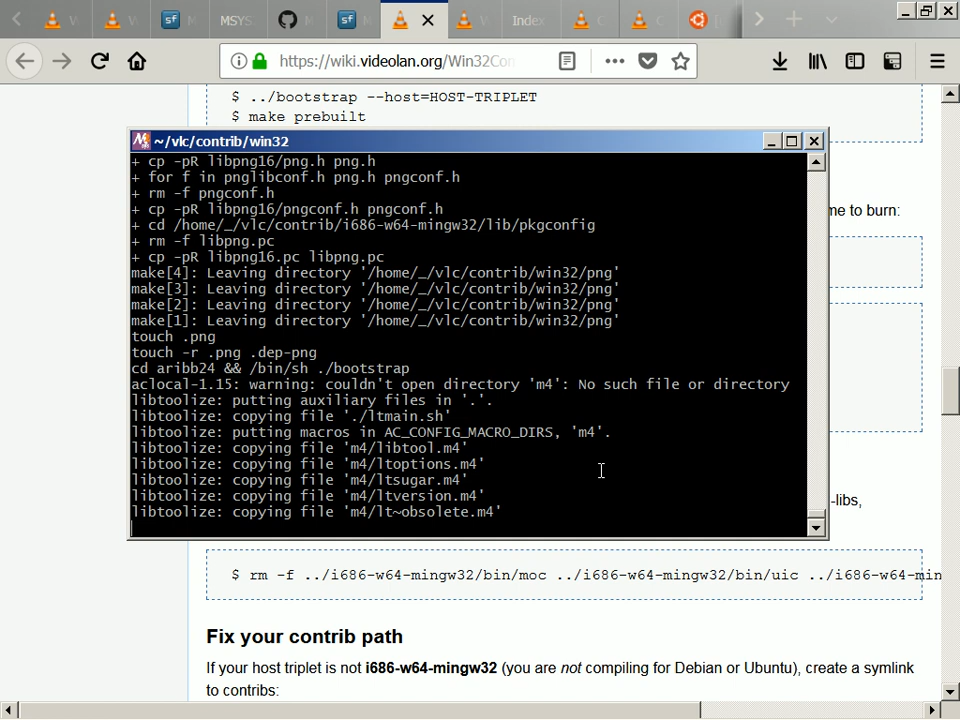 MSYS
sf
sf
Index
https://wiki.videolan.org/Win32Con
$ ../bootstrap --host=HOST-TRIPLET
$ make prebuilt
~/vlc/contrib/win32
+ cp -pR libpng16/png.h png.h
+ for f in pnglibconf.h png.h pngconf.h
+ rm -f pngconf.h
+ cp -pR libpng16/pngconf.h pngconf.h
+ cd /home/_/vlc/contrib/i686-w64-mingw32/lib/pkgconfig
+ rm -f libpng.pc
+ cp -pR libpng16.pc libpng.pc
make[4]: Leaving directory '/home/_/vlc/contrib/win32/png'
make[3]: Leaving directory '/home/_/vlc/contrib/win32/png'
make[2]: Leaving directory '/home/_/vlc/contrib/win32/png'
make[1]: Leaving directory '/home/_/vlc/contrib/win32/png'
touch .png
touch -r .png .dep-png
cd aribb24 && /bin/sh ./bootstrap
aclocal-1.15: warning: couldn't open directory 'm4': No such file or directory
libtoolize: putting auxiliary files in '.'.
libtoolize: copying file './ltmain.sh'
libtoolize: putting macros in AC_CONFIG_MACRO_DIRS, 'm4'.
libtoolize: copying file 'm4/libtool.m4'
libtoolize: copying file 'm4/ltoptions.m4'
libtoolize: copying file 'm4/ltsugar.m4'
libtoolize: copying file 'm4/ltversion.m4'
libtoolize: copying file 'm4/lt~obsolete.m4'
me to burn:
-libs,
$ rm -f ../i686-w64-mingw32/bin/moc ../i686-w64-mingw32/bin/uic ../i686-w64-min
Fix your contrib path
If your host triplet is not i686-w64-mingw32 (you are not compiling for Debian or Ubuntu), create a symlink
to contribs: